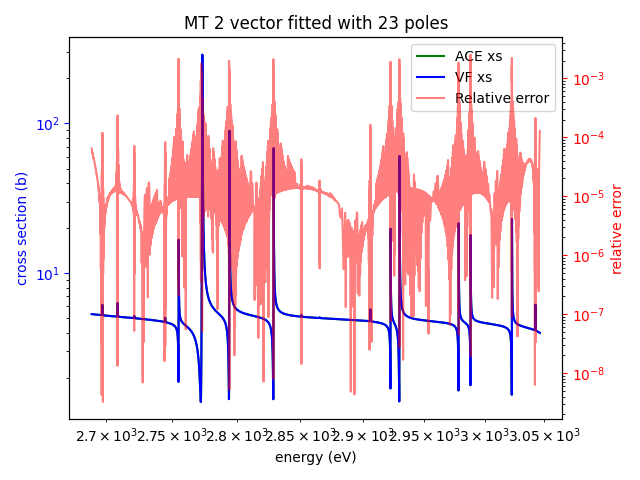 MT 2 vector fitted with 23 poles
ACE xs
VF xs
Relative error
cross section (b)
10²
10¹
relative error
10⁻³
10⁻⁴
10⁻⁵
10⁻⁶
10⁻⁷
10⁻⁸
2.7 × 10³ 2.75 × 10³ 2.8 × 10³ 2.85 × 10³ 2.9 × 10³ 2.95 × 10³ 3 × 10³ 3.05 × 10³
energy (eV)